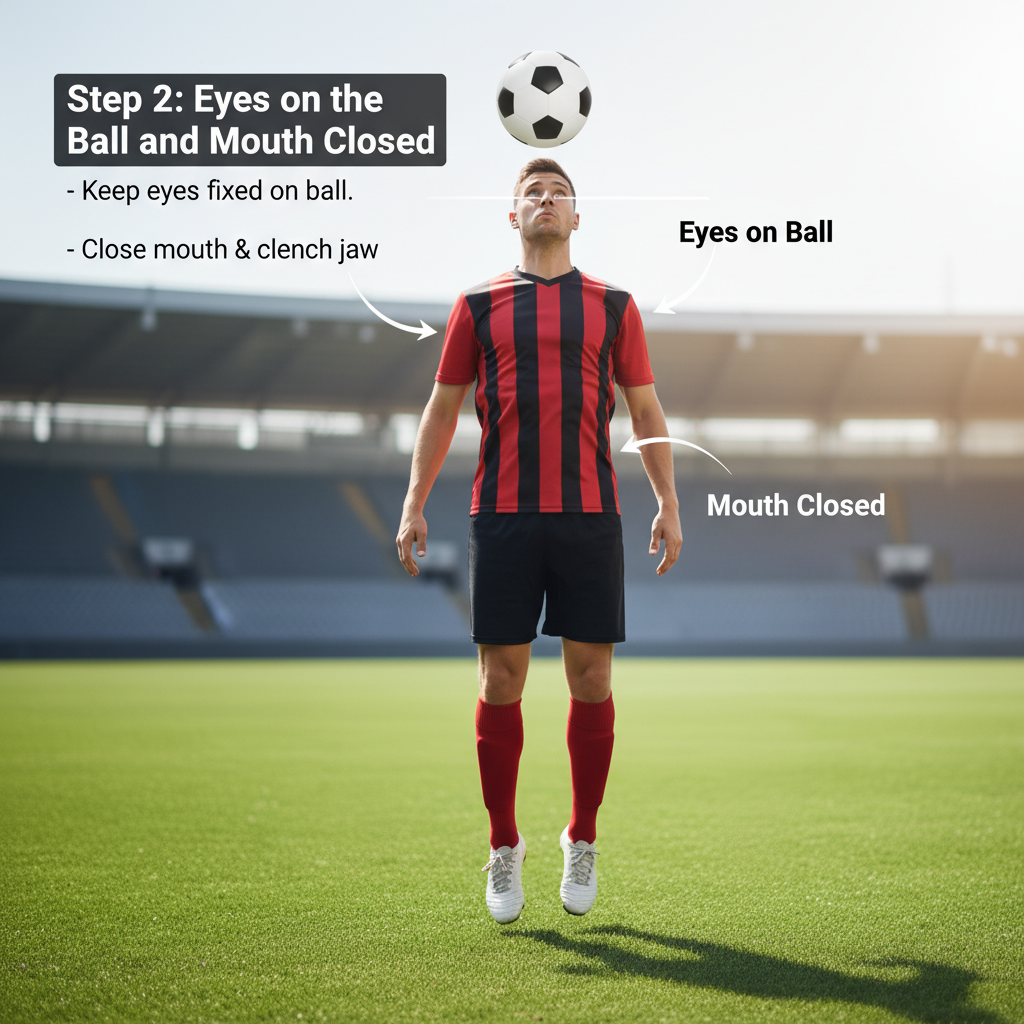 Step 2: Eyes on the
Ball and Mouth Closed
- Keep eyes fixed on ball.
- Close mouth & clench jaw
Eyes on Ball
Mouth Closed